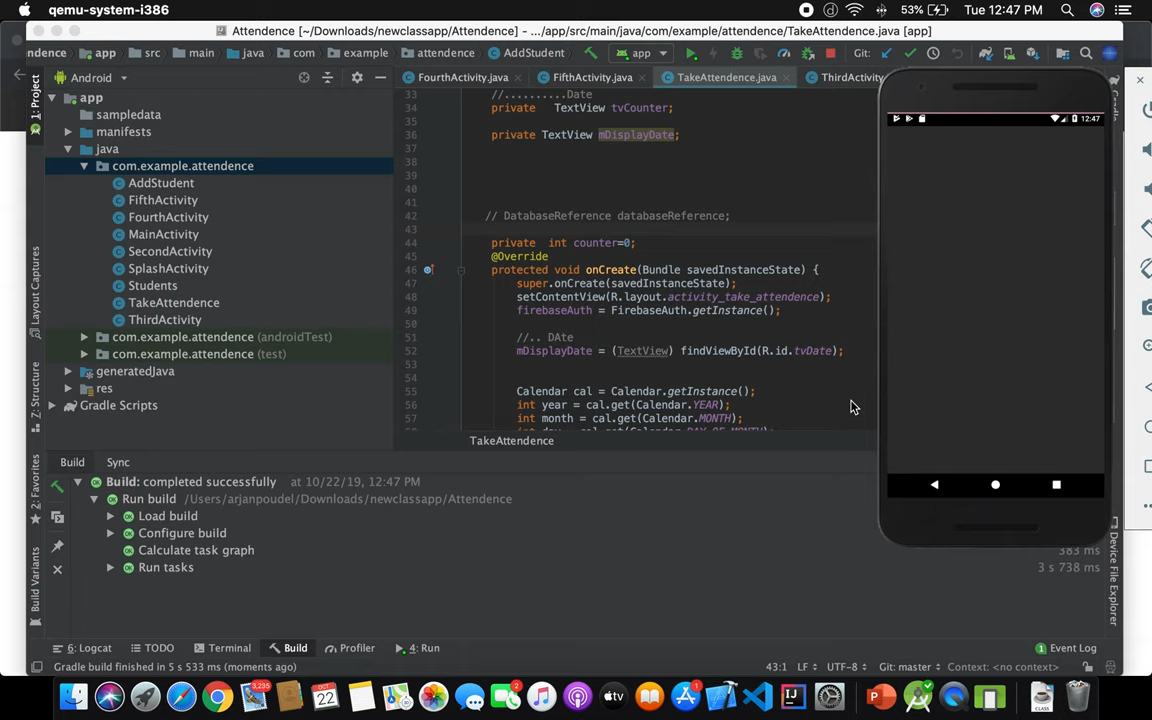 qemu-system-i386
53%
Tue 12:47 PM
Attendence [~/Downloads/newclassapp/Attendence] - .../app/src/main/java/com/example/attendence/TakeAttendence.java [app]
ndence
app
src
main
java
com
example
attendence
AddStudent
app
Git:
Android
FourthActivity.java
FifthActivity.java
TakeAttendence.java
ThirdActivity
1: Project
Layout Captures
Z: Structure
2: Favorites
Build Variants
app
sampledata
manifests
java
com.example.attendence
AddStudent
FifthActivity
FourthActivity
MainActivity
SecondActivity
SplashActivity
Students
TakeAttendence
ThirdActivity
com.example.attendence (androidTest)
com.example.attendence (test)
generatedJava
res
Gradle Scripts
33 //..........Date
34 private TextView tvCounter;
35
36 private TextView mDisplayDate;
37
38
39
40
41
42 // DatabaseReference databaseReference;
43
44 private int counter=0;
45 @Override
46 protected void onCreate(Bundle savedInstanceState) {
47 super.onCreate(savedInstanceState);
48 setContentView(R.layout.activity_take_attendence);
49 firebaseAuth = FirebaseAuth.getInstance();
50
51 //.. DAte
52 mDisplayDate = (TextView) findViewById(R.id.tvDate);
53
54
55 Calendar cal = Calendar.getInstance();
56 int year = cal.get(Calendar.YEAR);
57 int month = cal.get(Calendar.MONTH);
TakeAttendence
12:47
Build
Sync
Build: completed successfully at 10/22/19, 12:47 PM
Run build /Users/arjanpoudel/Downloads/newclassapp/Attendence
Load build
Configure build
Calculate task graph
383 ms
Run tasks
3 s 738 ms
Device File Explorer
6: Logcat
TODO
Terminal
Build
Profiler
4: Run
1 Event Log
Gradle build finished in 5 s 533 ms (moments ago)
43:1
LF
UTF-8
Git: master
Context: <no context>
3,235
OCT
22
2
tv
1
CLASS